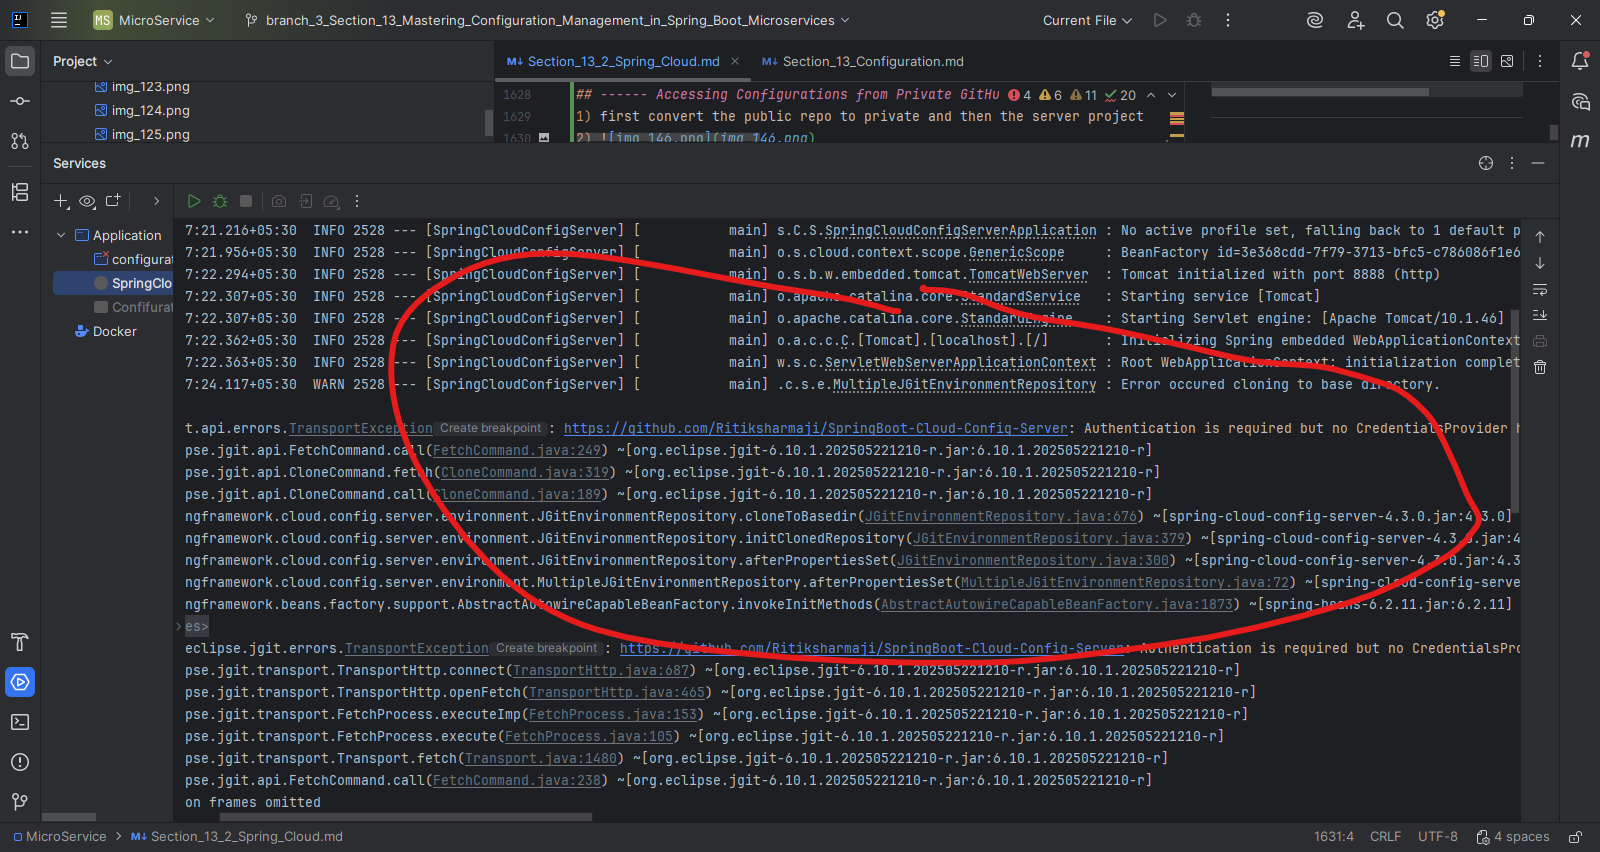 MS MicroService
branch_3_Section_13_Mastering_Configuration_Management_in_Spring_Boot_Microservices
Current File
Project
Section_13_2_Spring_Cloud.md
Section_13_Configuration.md
img_123.png
img_124.png
img_125.png
1628 ## ------ Accessing Configurations from Private GitHu 4 6 11 20
1629 1) first convert the public repo to private and then the server project
1630 2) ![img_146.png](img_146.png)
Services
Application
configurat
SpringClo
Confifurat
Docker
7:21.216+05:30 INFO 2528 --- [SpringCloudConfigServer] [ main] s.C.S.SpringCloudConfigServerApplication : No active profile set, falling back to 1 default p
7:21.956+05:30 INFO 2528 --- [SpringCloudConfigServer] [ main] o.s.cloud.context.scope.GenericScope : BeanFactory id=3e368cdd-7f79-3713-bfc5-c786086f1e6
7:22.294+05:30 INFO 2528 --- [SpringCloudConfigServer] [ main] o.s.b.w.embedded.tomcat.TomcatWebServer : Tomcat initialized with port 8888 (http)
7:22.307+05:30 INFO 2528 --- [SpringCloudConfigServer] [ main] o.apache.catalina.core.StandardService : Starting service [Tomcat]
7:22.307+05:30 INFO 2528 --- [SpringCloudConfigServer] [ main] o.apache.catalina.core.StandardEngine : Starting Servlet engine: [Apache Tomcat/10.1.46]
7:22.362+05:30 INFO 2528 --- [SpringCloudConfigServer] [ main] o.a.c.c.C.[Tomcat].[localhost].[/] : Initializing Spring embedded WebApplicationContext
7:22.363+05:30 INFO 2528 --- [SpringCloudConfigServer] [ main] w.s.c.ServletWebServerApplicationContext : Root WebApplicationContext: initialization complet
7:24.117+05:30 WARN 2528 --- [SpringCloudConfigServer] [ main] .c.s.e.MultipleJGitEnvironmentRepository : Error occured cloning to base directory.
t.api.errors.TransportException Create breakpoint : https://github.com/Ritiksharmaji/SpringBoot-Cloud-Config-Server: Authentication is required but no CredentialsProvider h
pse.jgit.api.FetchCommand.call(FetchCommand.java:249) ~[org.eclipse.jgit-6.10.1.202505221210-r.jar:6.10.1.202505221210-r]
pse.jgit.api.CloneCommand.fetch(CloneCommand.java:319) ~[org.eclipse.jgit-6.10.1.202505221210-r.jar:6.10.1.202505221210-r]
pse.jgit.api.CloneCommand.call(CloneCommand.java:189) ~[org.eclipse.jgit-6.10.1.202505221210-r.jar:6.10.1.202505221210-r]
ngframework.cloud.config.server.environment.JGitEnvironmentRepository.cloneToBasedir(JGitEnvironmentRepository.java:676) ~[spring-cloud-config-server-4.3.0.jar:4.3.0]
ngframework.cloud.config.server.environment.JGitEnvironmentRepository.initClonedRepository(JGitEnvironmentRepository.java:379) ~[spring-cloud-config-server-4.3.0.jar:4
ngframework.cloud.config.server.environment.JGitEnvironmentRepository.afterPropertiesSet(JGitEnvironmentRepository.java:300) ~[spring-cloud-config-server-4.3.0.jar:4.3
ngframework.cloud.config.server.environment.MultipleJGitEnvironmentRepository.afterPropertiesSet(MultipleJGitEnvironmentRepository.java:72) ~[spring-cloud-config-serve
ngframework.beans.factory.support.AbstractAutowireCapableBeanFactory.invokeInitMethods(AbstractAutowireCapableBeanFactory.java:1873) ~[spring-beans-6.2.11.jar:6.2.11]
es>
eclipse.jgit.errors.TransportException Create breakpoint : https://github.com/Ritiksharmaji/SpringBoot-Cloud-Config-Server: Authentication is required but no CredentialsPro
pse.jgit.transport.TransportHttp.connect(TransportHttp.java:687) ~[org.eclipse.jgit-6.10.1.202505221210-r.jar:6.10.1.202505221210-r]
pse.jgit.transport.TransportHttp.openFetch(TransportHttp.java:465) ~[org.eclipse.jgit-6.10.1.202505221210-r.jar:6.10.1.202505221210-r]
pse.jgit.transport.FetchProcess.executeImp(FetchProcess.java:153) ~[org.eclipse.jgit-6.10.1.202505221210-r.jar:6.10.1.202505221210-r]
pse.jgit.transport.FetchProcess.execute(FetchProcess.java:105) ~[org.eclipse.jgit-6.10.1.202505221210-r.jar:6.10.1.202505221210-r]
pse.jgit.transport.Transport.fetch(Transport.java:1480) ~[org.eclipse.jgit-6.10.1.202505221210-r.jar:6.10.1.202505221210-r]
pse.jgit.api.FetchCommand.call(FetchCommand.java:238) ~[org.eclipse.jgit-6.10.1.202505221210-r.jar:6.10.1.202505221210-r]
on frames omitted
MicroService > Section_13_2_Spring_Cloud.md
1631:4 CRLF UTF-8 4 spaces